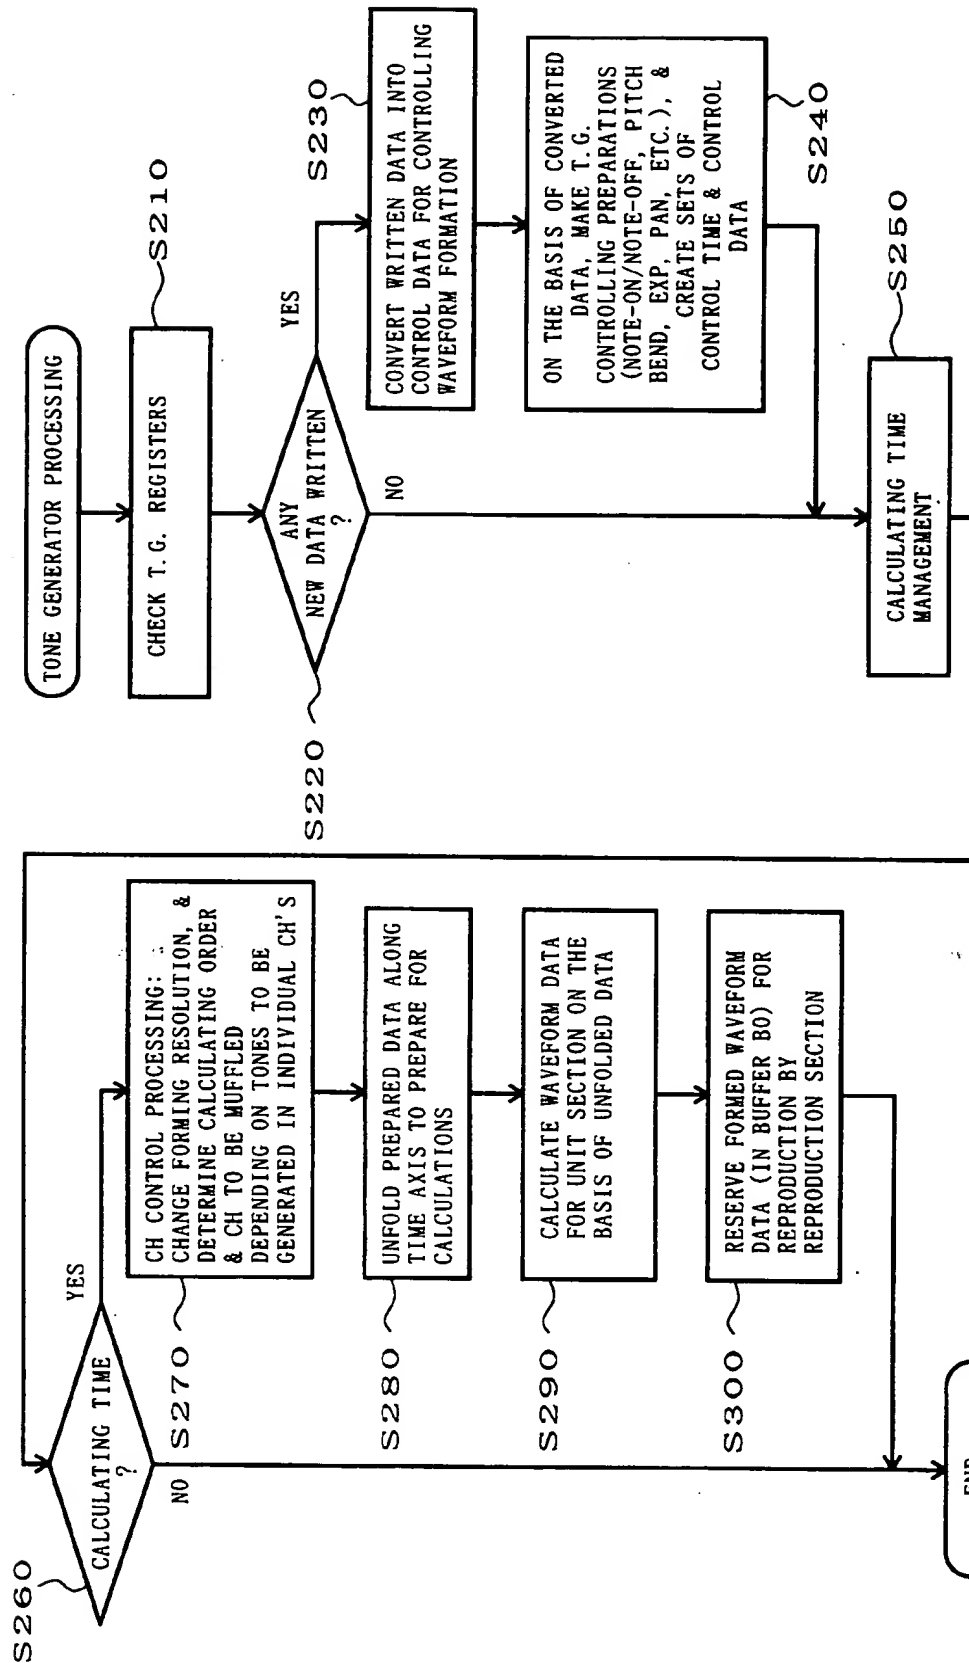 TONE GENERATOR PROCESSING
CHECK T.G. REGISTERS
S210
ANY
NEW DATA WRITTEN
?
S220
YES
NO
CONVERT WRITTEN DATA INTO
CONTROL DATA FOR CONTROLLING
WAVEFORM FORMATION
S230
ON THE BASIS OF CONVERTED
DATA, MAKE T.G.
CONTROLLING PREPARATIONS
(NOTE-ON/NOTE-OFF, PITCH
BEND, EXP, PAN, ETC.), &
CREATE SETS OF
CONTROL TIME & CONTROL
DATA
S240
CALCULATING TIME
MANAGEMENT
S250
CALCULATING TIME
?
S260
YES
NO
CH CONTROL PROCESSING:
CHANGE FORMING RESOLUTION, &
DETERMINE CALCULATING ORDER
& CH TO BE MUFFLED
DEPENDING ON TONES TO BE
GENERATED IN INDIVIDUAL CH'S
S270
UNFOLD PREPARED DATA ALONG
TIME AXIS TO PREPARE FOR
CALCULATIONS
S280
CALCULATE WAVEFORM DATA
FOR UNIT SECTION ON THE
BASIS OF UNFOLDED DATA
S290
RESERVE FORMED WAVEFORM
DATA (IN BUFFER B0) FOR
REPRODUCTION BY
REPRODUCTION SECTION
S300
END